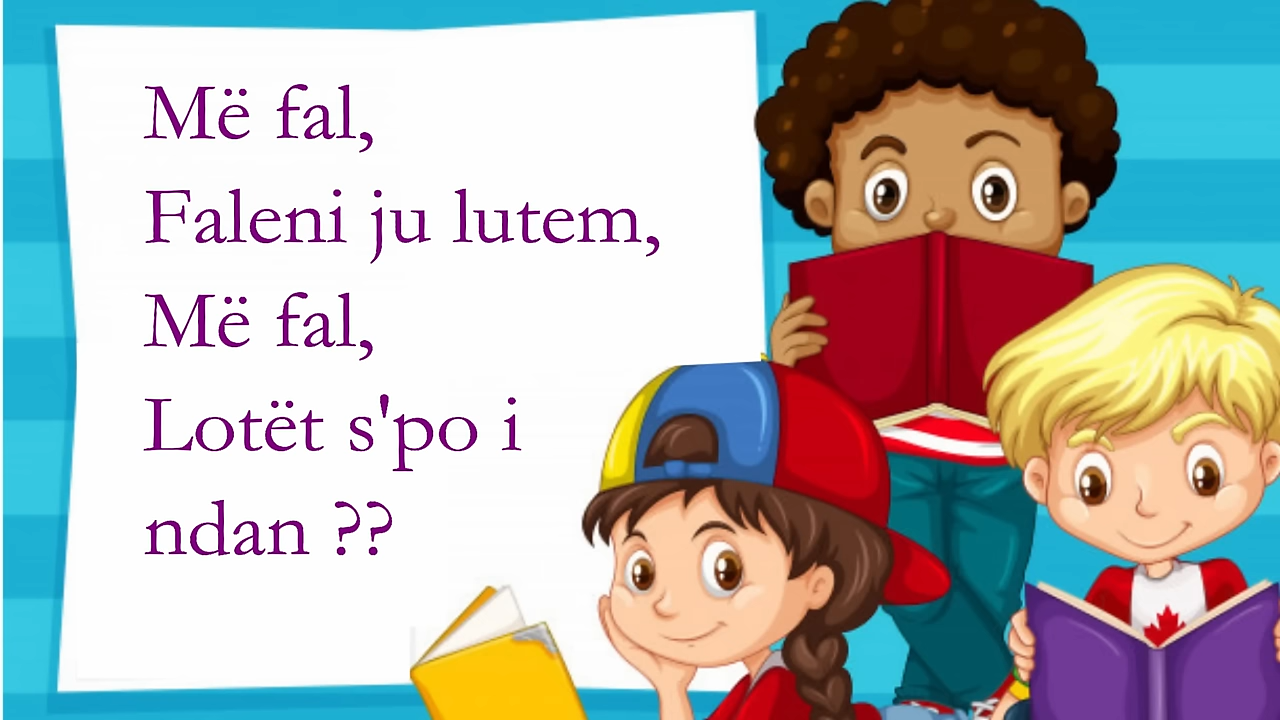 Më fal,
Faleni ju lutem,
Më fal,
Lotët s'po i
ndan ??